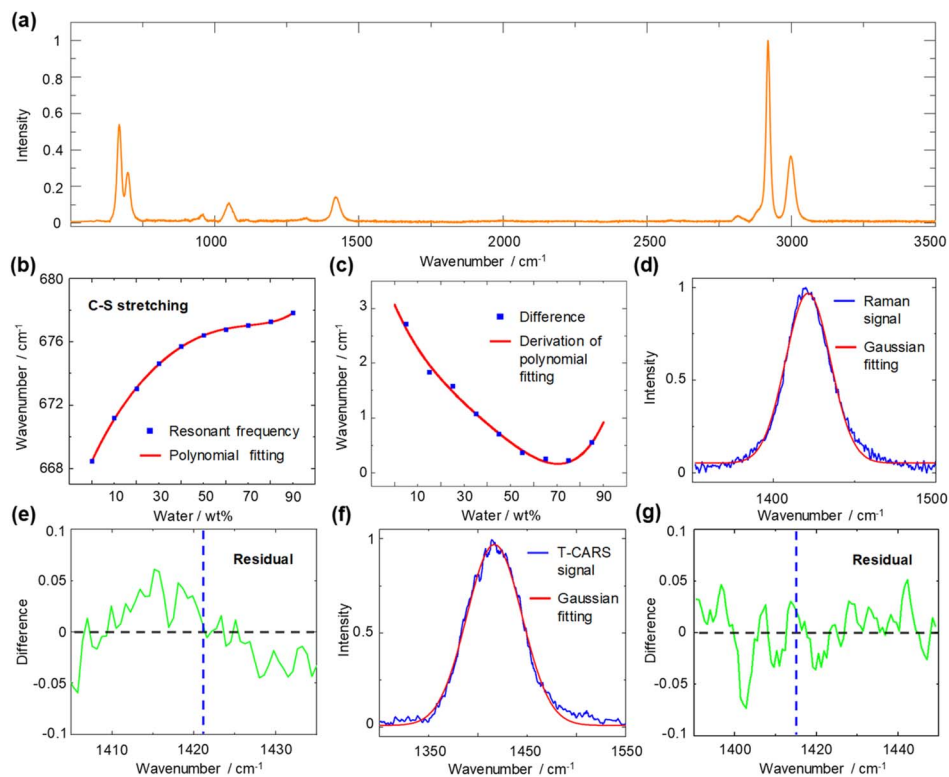 (a)
1
0.8
0.6
0.4
0.2
0
Intensity
1000
1500
2000
2500
3000
3500
Wavenumber / cm⁻¹
(b)
680
676
672
668
Wavenumber / cm⁻¹
C-S stretching
Resonant frequency
Polynomial fitting
10
30
50
70
90
Water / wt%
(c)
3
2
1
0
Wavenumber / cm⁻¹
Difference
Derivation of
polynomial
fitting
10
30
50
70
90
Water / wt%
(d)
1
0.5
0
Intensity
Raman
signal
Gaussian
fitting
1400
1500
Wavenumber / cm⁻¹
(e)
0.1
0.05
0
-0.05
-0.1
Difference
Residual
1410
1420
1430
Wavenumber / cm⁻¹
(f)
1
0.5
0
Intensity
T-CARS
signal
Gaussian
fitting
1350
1450
1550
Wavenumber / cm⁻¹
(g)
0.1
0.05
0
-0.05
-0.1
Difference
Residual
1400
1420
1440
Wavenumber / cm⁻¹